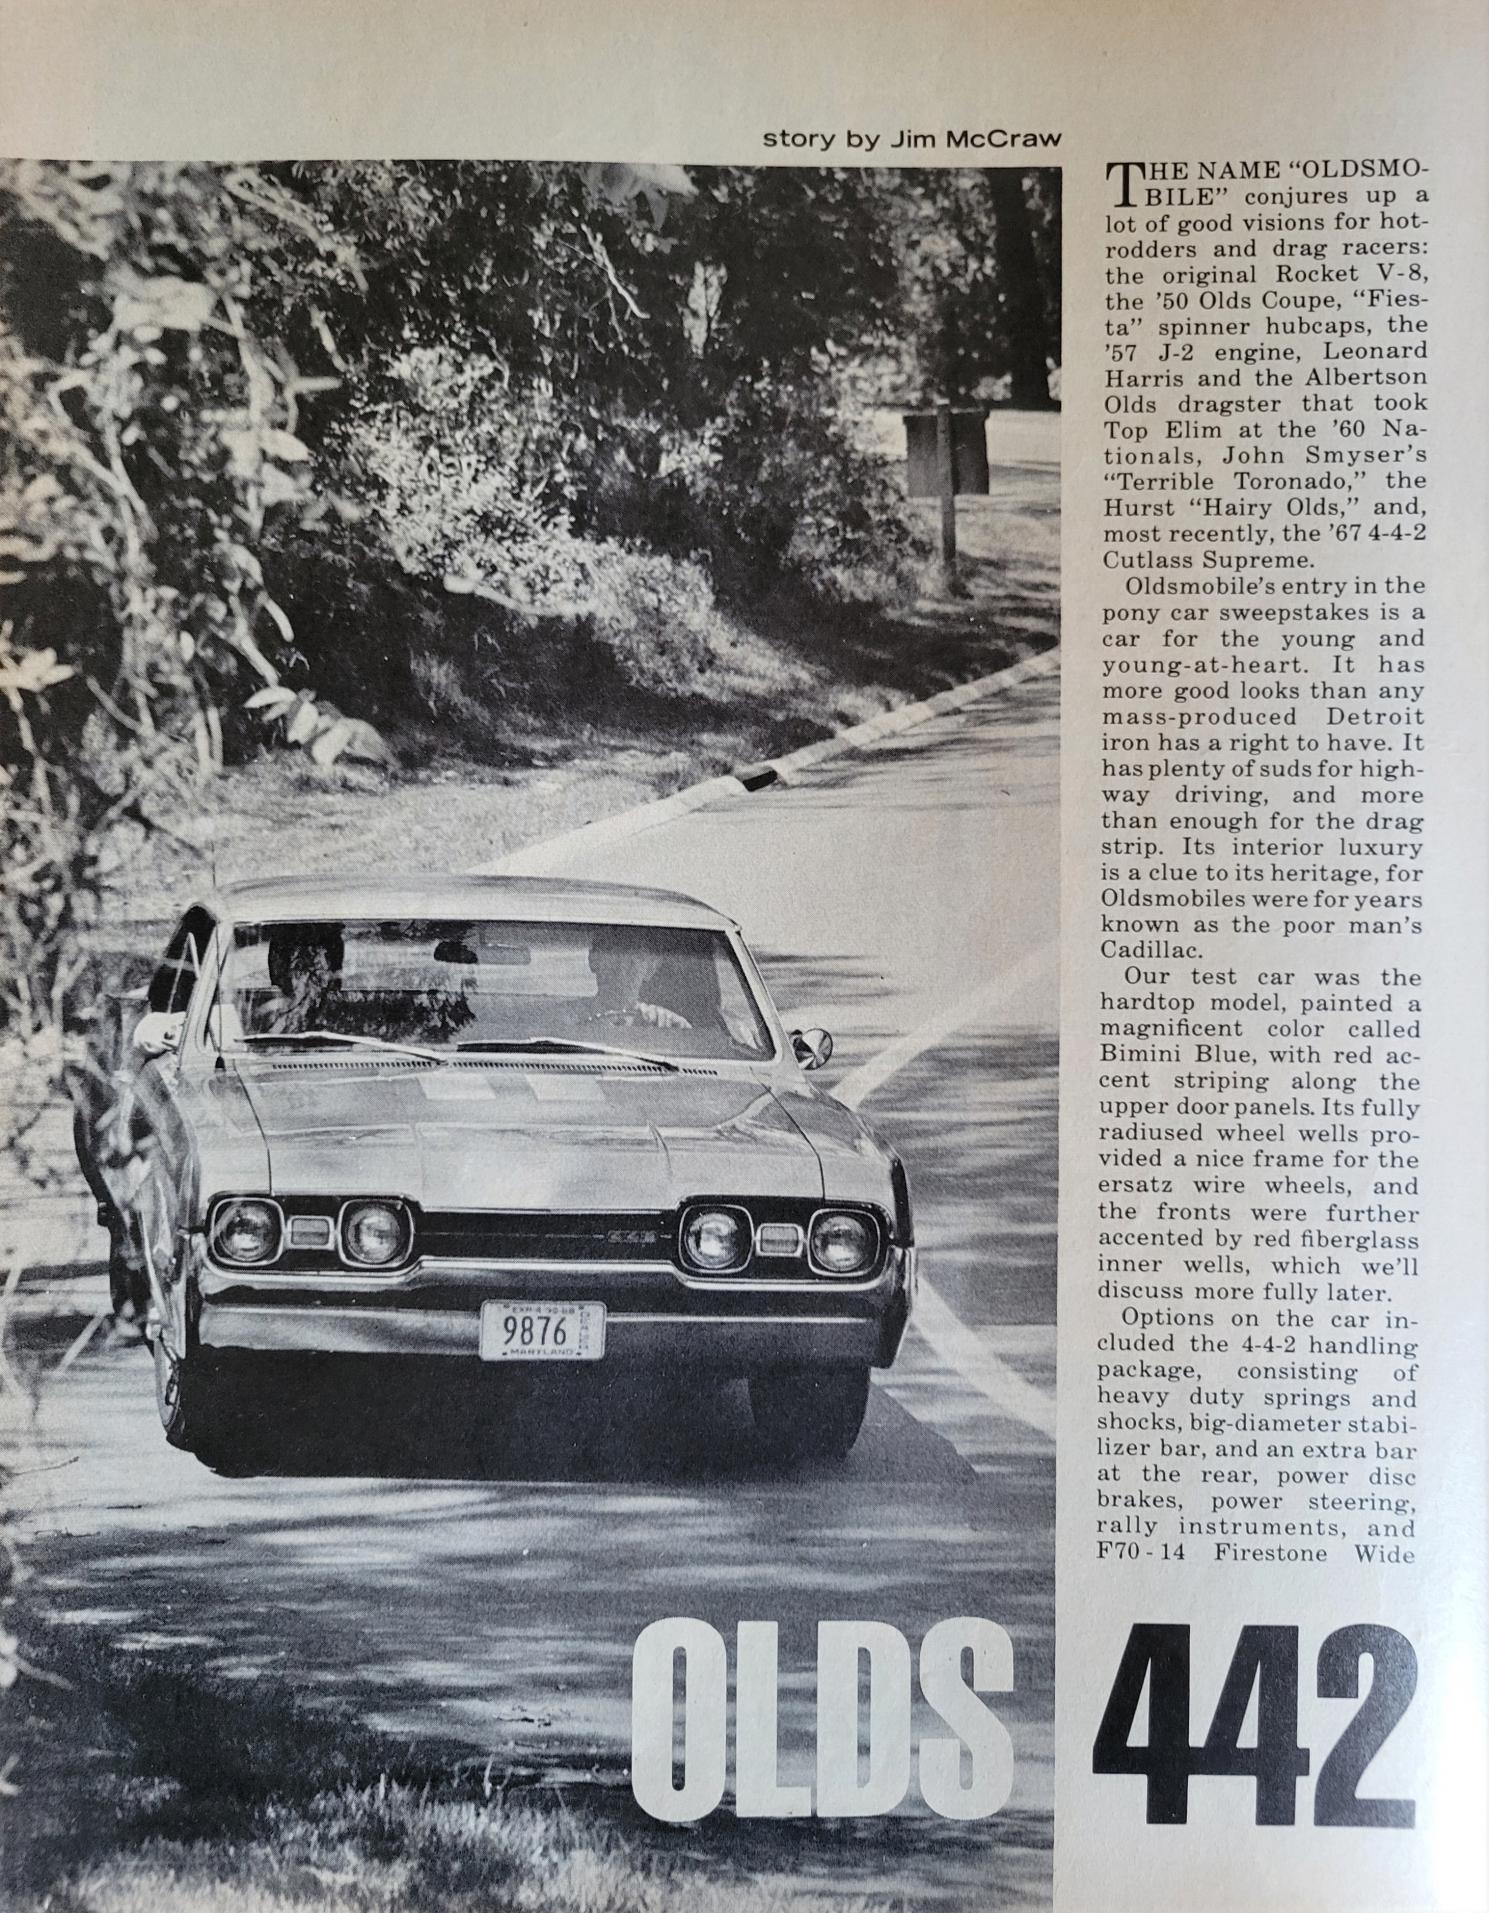 story by Jim McCraw
THE NAME “OLDSMO-
BILE” conjures up a
lot of good visions for hot-
rodders and drag racers:
the original Rocket V-8,
the ’50 Olds Coupe, “Fies-
ta” spinner hubcaps, the
’57 J-2 engine, Leonard
Harris and the Albertson
Olds dragster that took
Top Elim at the ’60 Na-
tionals, John Smyser’s
“Terrible Toronado,” the
Hurst “Hairy Olds,” and,
most recently, the ’67 4-4-2
Cutlass Supreme.
Oldsmobile’s entry in the
pony car sweepstakes is a
car for the young and
young-at-heart. It has
more good looks than any
mass-produced Detroit
iron has a right to have. It
has plenty of suds for high-
way driving, and more
than enough for the drag
strip. Its interior luxury
is a clue to its heritage, for
Oldsmobiles were for years
known as the poor man’s
Cadillac.
Our test car was the
hardtop model, painted a
magnificent color called
Bimini Blue, with red ac-
cent striping along the
upper door panels. Its fully
radiused wheel wells pro-
vided a nice frame for the
ersatz wire wheels, and
the fronts were further
accented by red fiberglass
inner wells, which we’ll
discuss more fully later.
Options on the car in-
cluded the 4-4-2 handling
package, consisting of
heavy duty springs and
shocks, big-diameter stabi-
lizer bar, and an extra bar
at the rear, power disc
brakes, power steering,
rally instruments, and
F70-14 Firestone Wide
9876
MARYLAND
OLDS 442